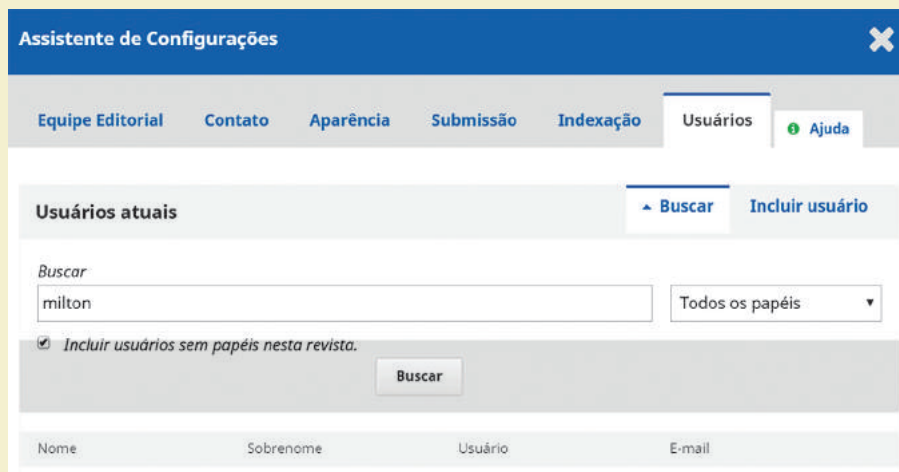 Assistente de Configurações
Equipe Editorial Contato Aparência Submissão Indexação Usuários Ajuda
Usuários atuais Buscar Incluir usuário
Buscar
milton Todos os papéis
Incluir usuários sem papéis nesta revista.
Buscar
Nome Sobrenome Usuário E-mail